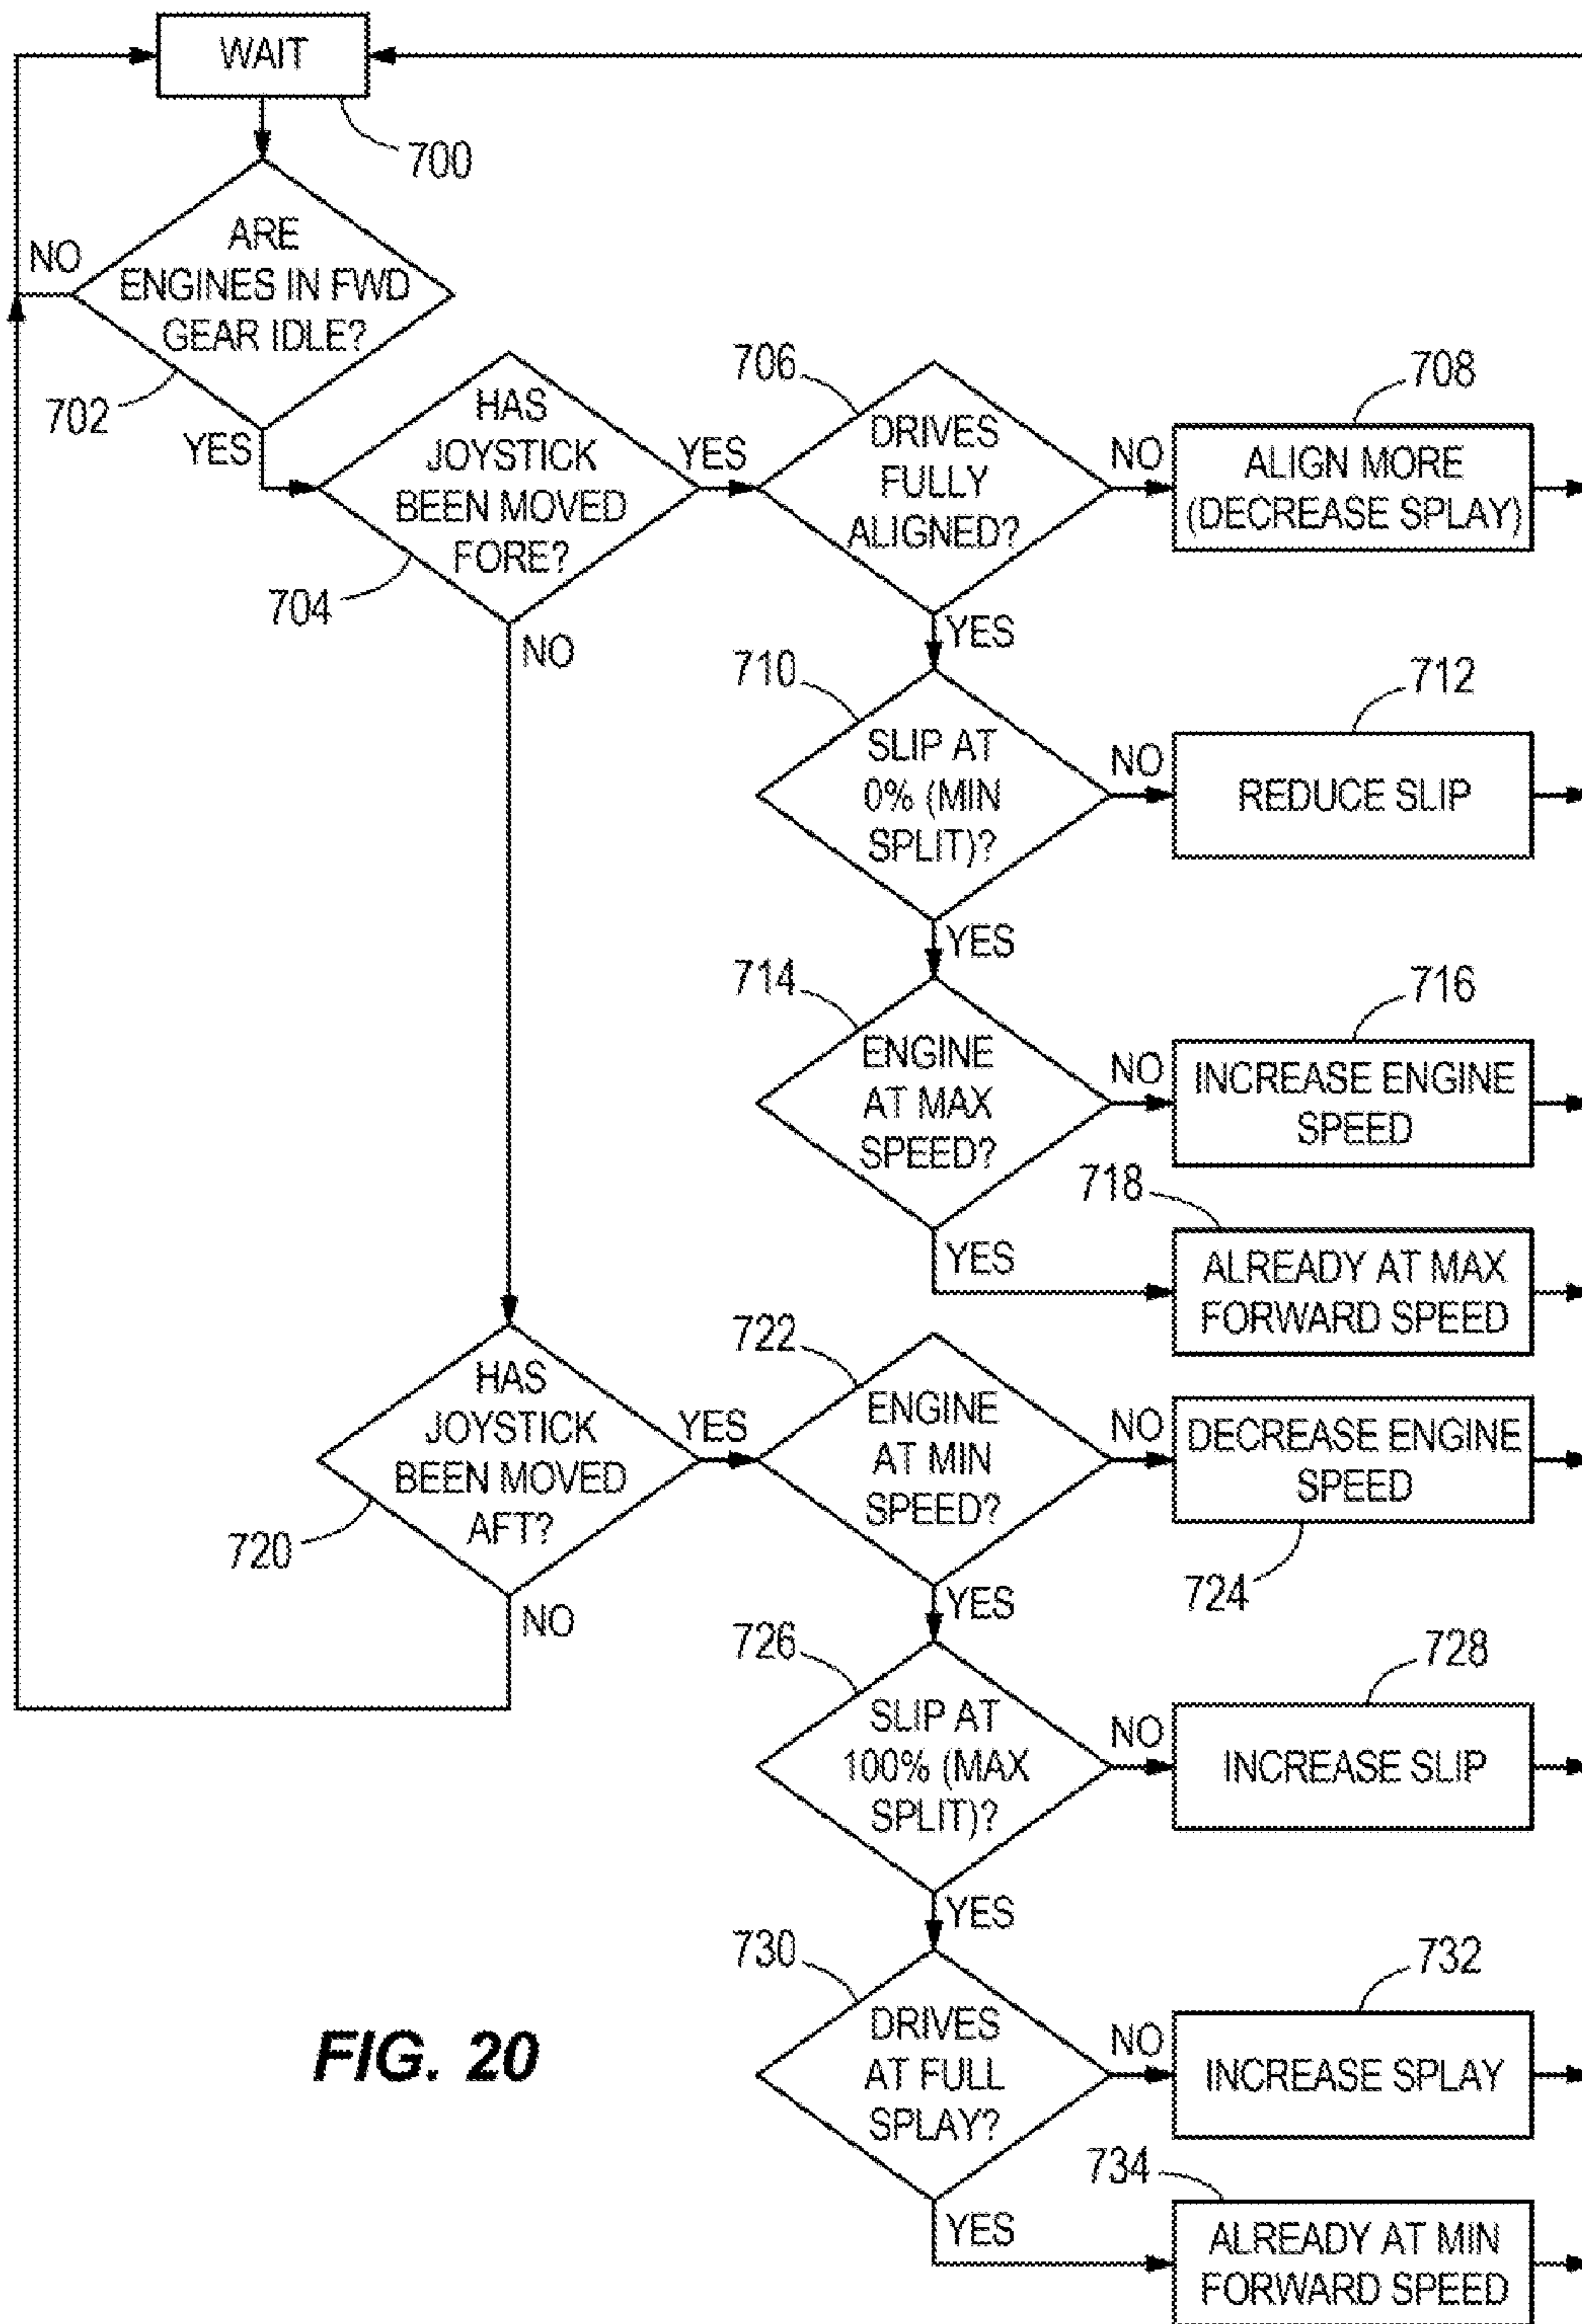 WAIT
700
ARE
ENGINES IN FWD
GEAR IDLE?
NO
702
YES
HAS
JOYSTICK
BEEN MOVED
FORE?
704
YES
NO
706
DRIVES
FULLY
ALIGNED?
NO
YES
708
ALIGN MORE
(DECREASE SPLAY)
710
SLIP AT
0% (MIN
SPLIT)?
NO
YES
712
REDUCE SLIP
714
ENGINE
AT MAX
SPEED?
NO
YES
716
INCREASE ENGINE
SPEED
718
ALREADY AT MAX
FORWARD SPEED
HAS
JOYSTICK
BEEN MOVED
AFT?
720
YES
NO
722
ENGINE
AT MIN
SPEED?
NO
YES
DECREASE ENGINE
SPEED
724
726
SLIP AT
100% (MAX
SPLIT)?
NO
YES
728
INCREASE SLIP
730
DRIVES
AT FULL
SPLAY?
NO
YES
732
INCREASE SPLAY
734
ALREADY AT MIN
FORWARD SPEED
FIG. 20